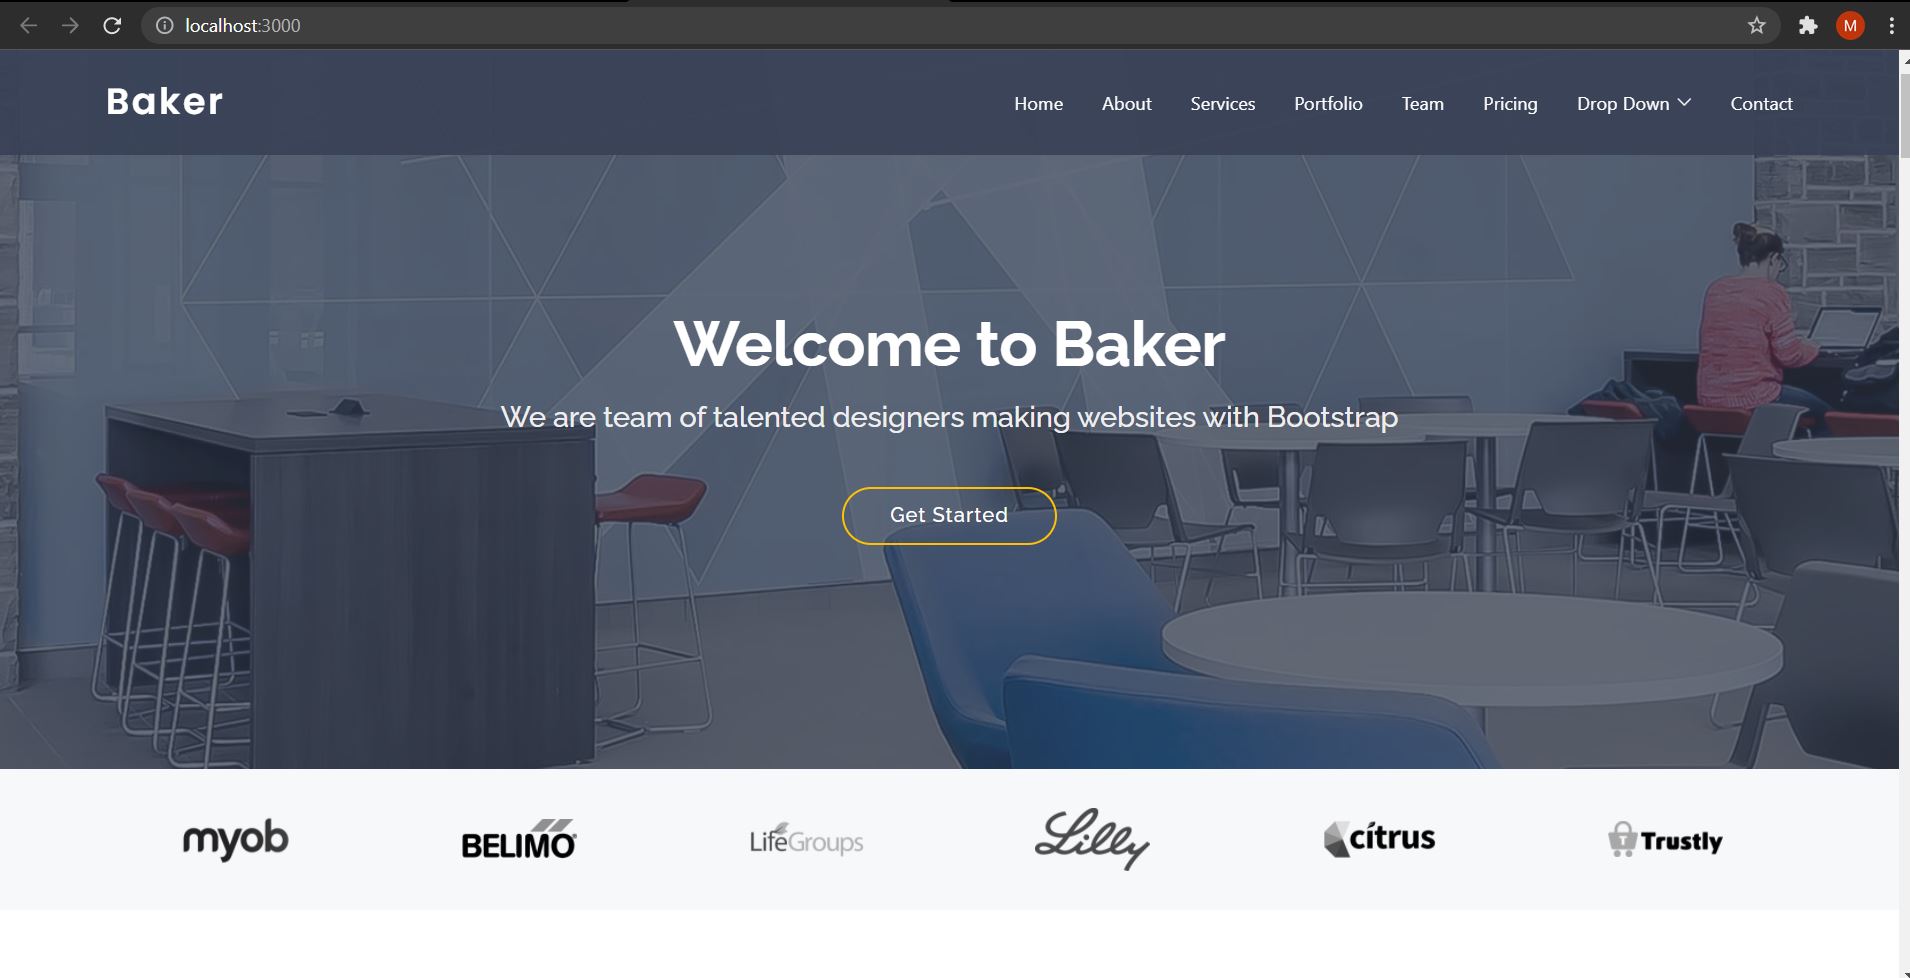 localhost:3000
M
Baker
Home About Services Portfolio Team Pricing Drop Down Contact
Welcome to Baker
We are team of talented designers making websites with Bootstrap
Get Started
myob BELIMO® LifeGroups Lilly cítrus T Trustly